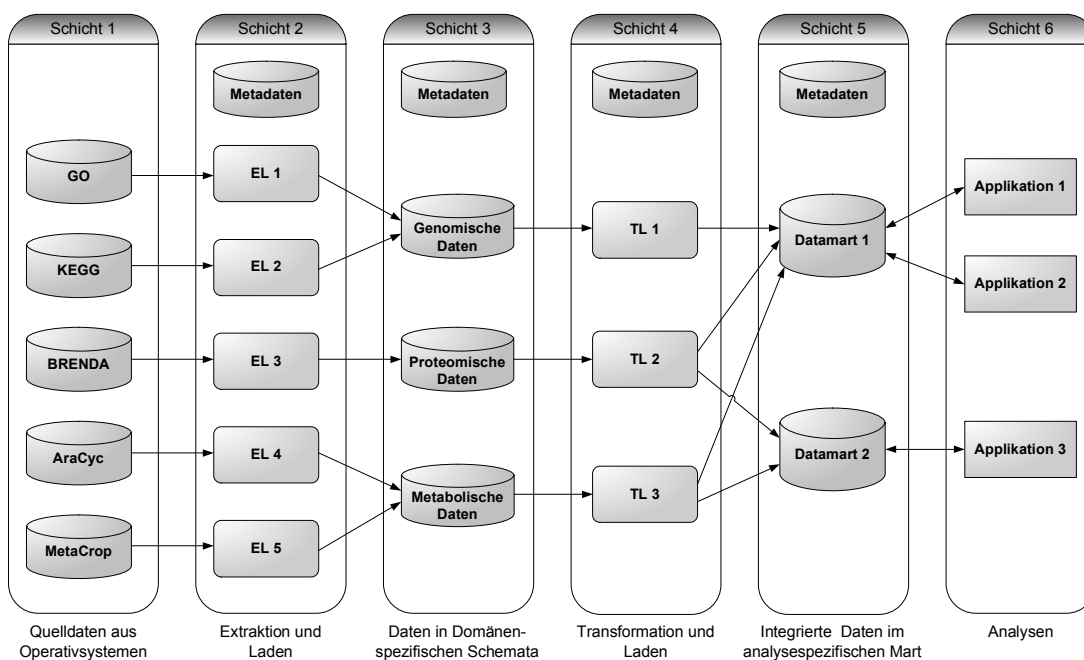 Schicht 1
Schicht 2
Schicht 3
Schicht 4
Schicht 5
Schicht 6
Metadaten
Metadaten
Metadaten
Metadaten
GO
EL 1
Genomische
Daten
TL 1
Datamart 1
Applikation 1
KEGG
EL 2
Applikation 2
BRENDA
EL 3
Proteomische
Daten
TL 2
AraCyc
EL 4
Metabolische
Daten
TL 3
Datamart 2
Applikation 3
MetaCrop
EL 5
Quelldaten aus
Operativsystemen
Extraktion und
Laden
Daten in Domänen-
spezifischen Schemata
Transformation und
Laden
Integrierte Daten im
analysespezifischen Mart
Analysen